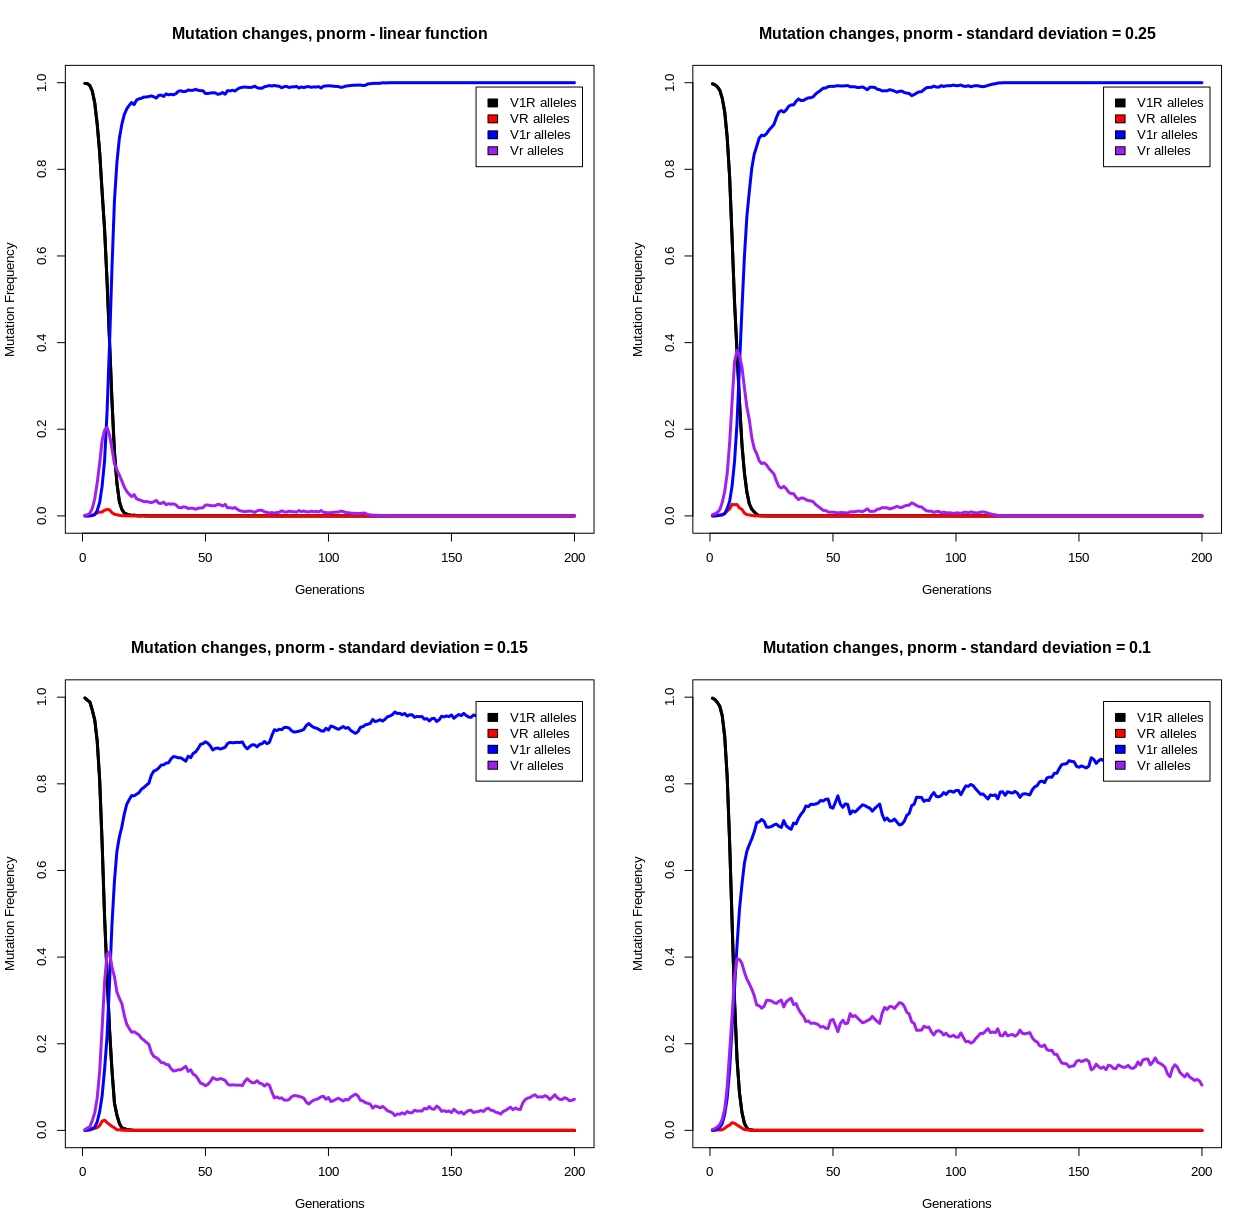 Mutation changes, pnorm - linear function
Mutation Frequency
1.0
0.8
0.6
0.4
0.2
0.0
V1R alleles
VR alleles
V1r alleles
Vr alleles
0 50 100 150 200
Generations
Mutation changes, pnorm - standard deviation = 0.25
Mutation Frequency
1.0
0.8
0.6
0.4
0.2
0.0
V1R alleles
VR alleles
V1r alleles
Vr alleles
0 50 100 150 200
Generations
Mutation changes, pnorm - standard deviation = 0.15
Mutation Frequency
1.0
0.8
0.6
0.4
0.2
0.0
V1R alleles
VR alleles
V1r alleles
Vr alleles
0 50 100 150 200
Generations
Mutation changes, pnorm - standard deviation = 0.1
Mutation Frequency
1.0
0.8
0.6
0.4
0.2
0.0
V1R alleles
VR alleles
V1r alleles
Vr alleles
0 50 100 150 200
Generations